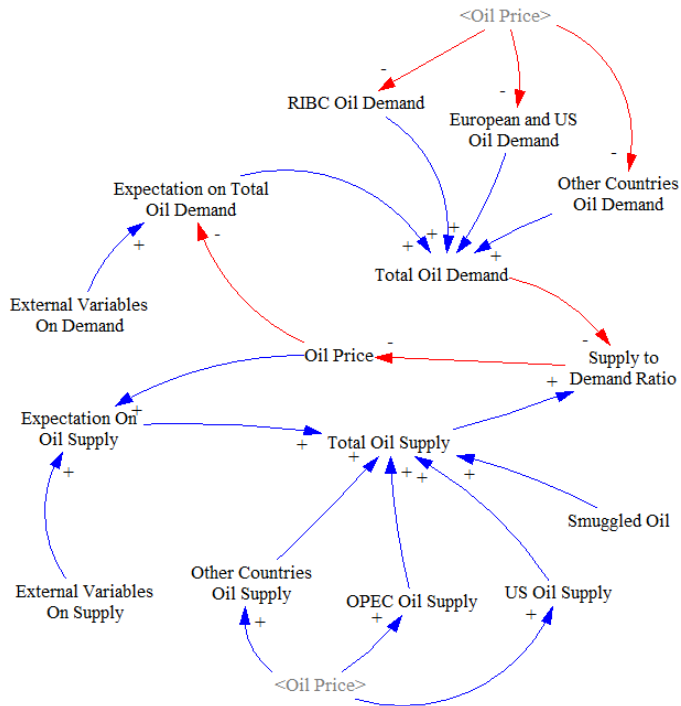 <Oil Price>
-
RIBC Oil Demand
-
European and US
Oil Demand
-
Other Countries
Oil Demand
Expectation on Total
Oil Demand
+
-
+
+
+
+
Total Oil Demand
External Variables
On Demand
Oil Price
-
-
Supply to
Demand Ratio
+
+
Expectation On
Oil Supply
+
+
Total Oil Supply
+
+
+
+
Smuggled Oil
External Variables
On Supply
Other Countries
Oil Supply
+
OPEC Oil Supply
+
US Oil Supply
+
<Oil Price>